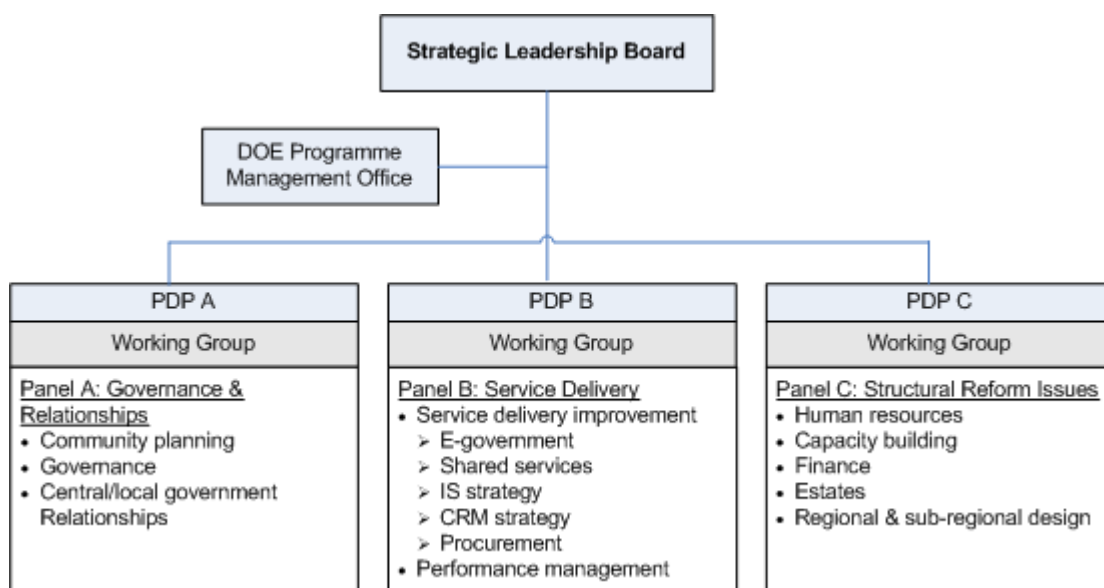 Strategic Leadership Board
DOE Programme
Management Office
PDP A
Working Group
Panel A: Governance &
Relationships
• Community planning
• Governance
• Central/local government
Relationships
PDP B
Working Group
Panel B: Service Delivery
• Service delivery improvement
➢ E-government
➢ Shared services
➢ IS strategy
➢ CRM strategy
➢ Procurement
• Performance management
PDP C
Working Group
Panel C: Structural Reform Issues
• Human resources
• Capacity building
• Finance
• Estates
• Regional & sub-regional design